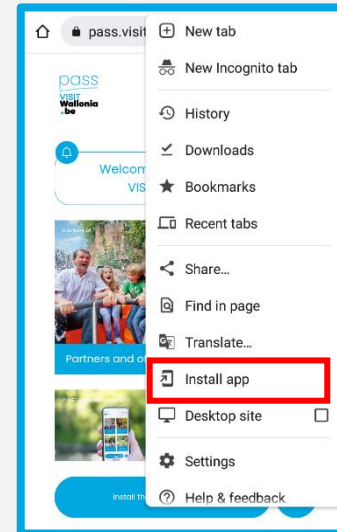 pass.visit
New tab
New Incognito tab
History
Downloads
Bookmarks
Recent tabs
Share...
Find in page
Translate...
Install app
Desktop site
Settings
Help & feedback
pass
VISIT
Wallonia
.be
Welcom
VIS
Partners and of
Install th